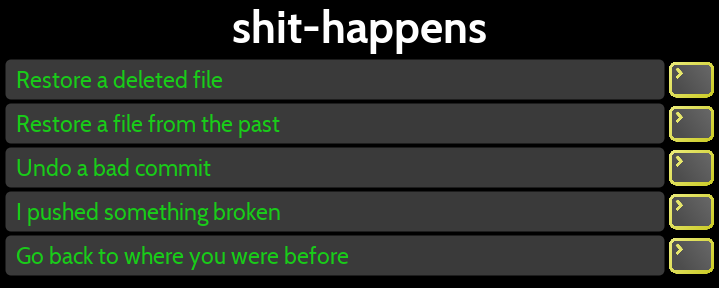 shit-happens
Restore a deleted file
Restore a file from the past
Undo a bad commit
I pushed something broken
Go back to where you were before